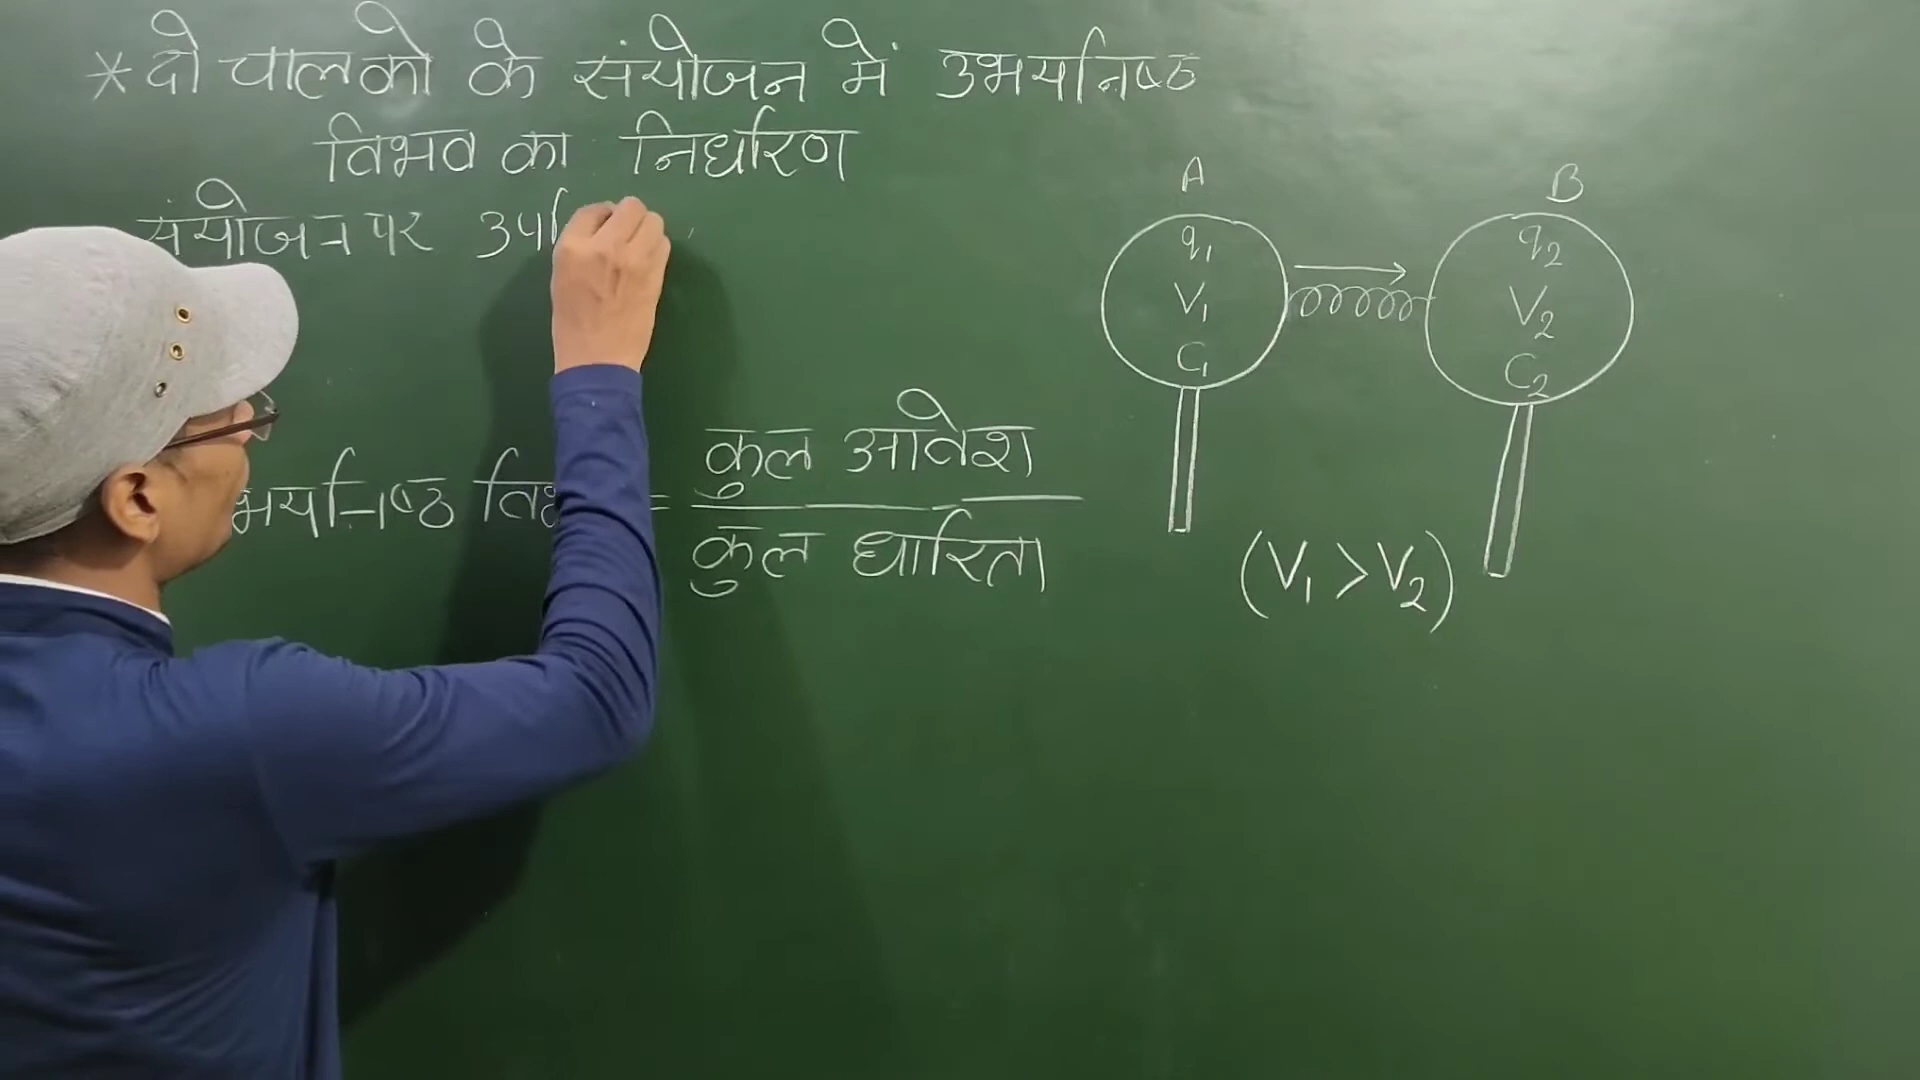 * दो चालको के संयोजन में उभयनिष्ठ
विभव का निर्धारण
संयोजन पर
= कुल आवेश
कुल धारिता
A
q₁
V₁
C₁
B
q₂
V₂
C₂
(V₁ > V₂)